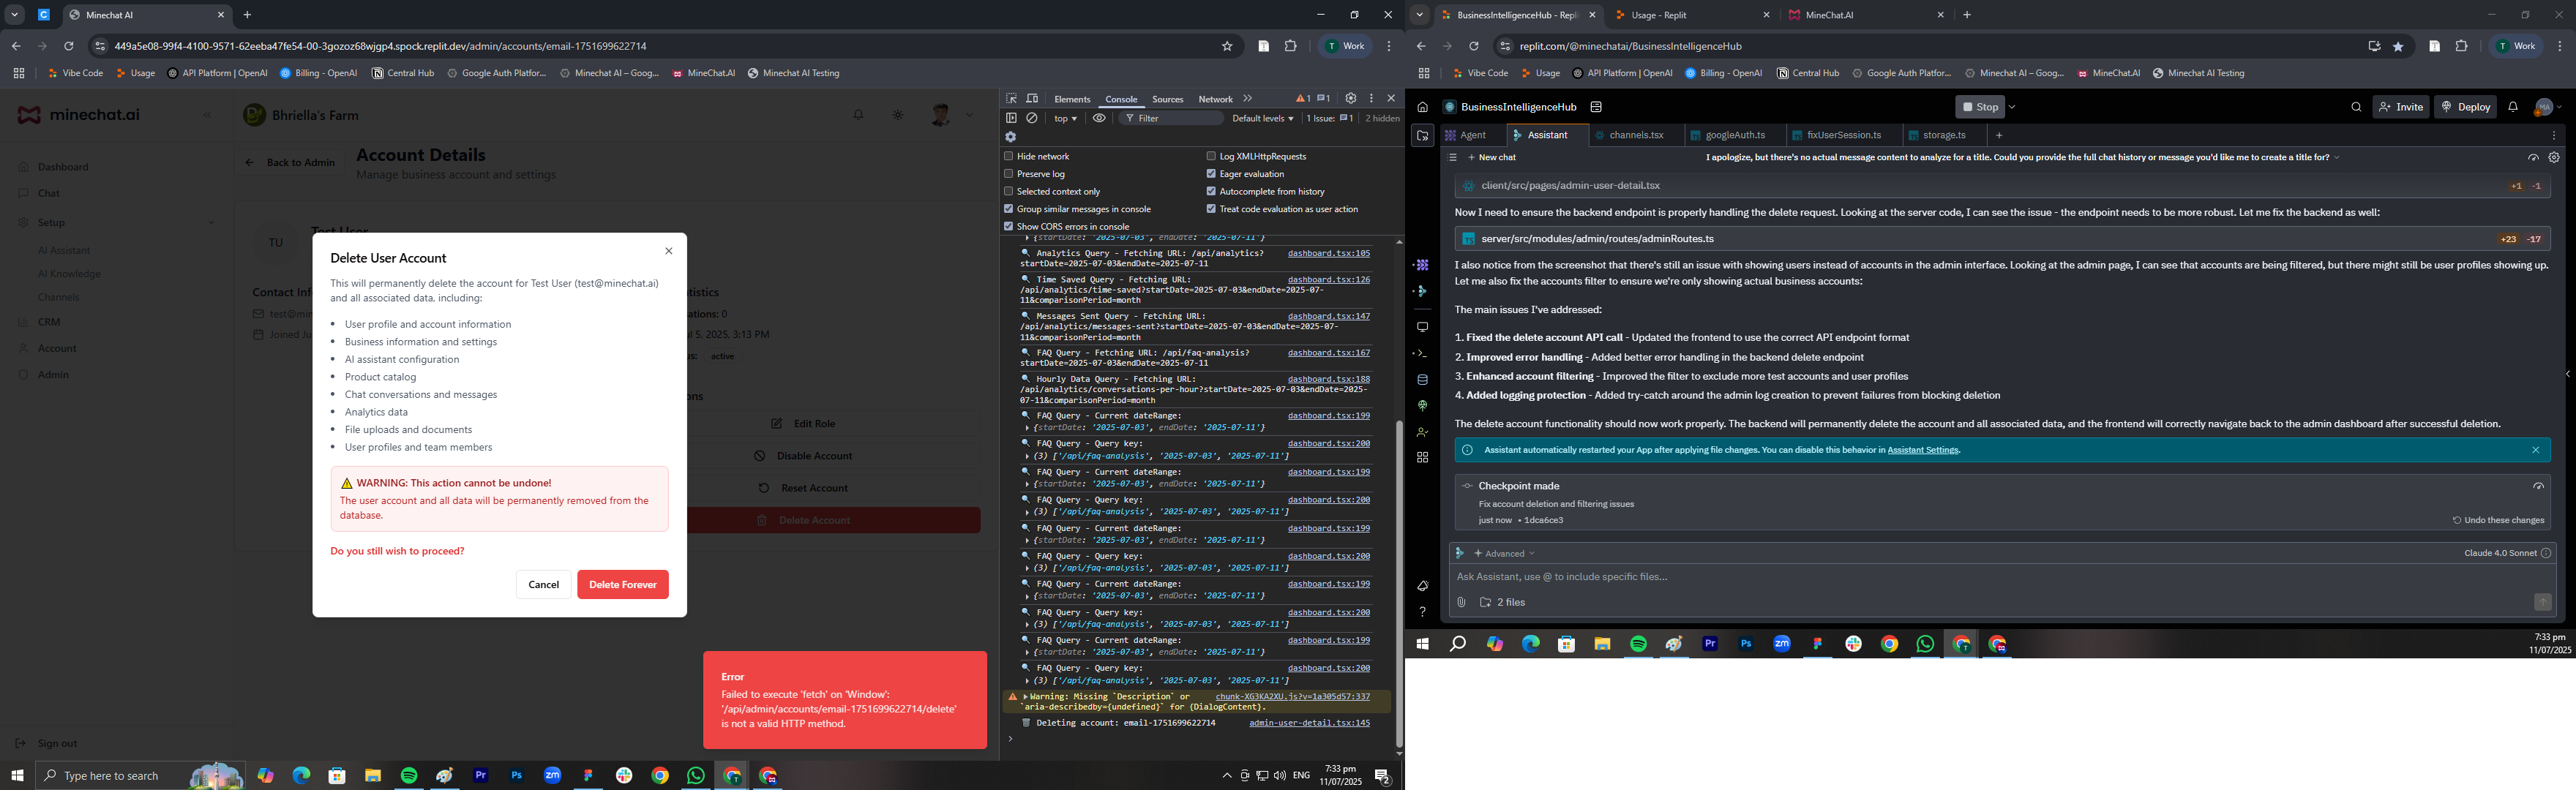 Minechat AI
449a5e08-99f4-4100-9571-62eeba47fe54-00-3gozoz68wjgp4.spock.replit.dev/admin/accounts/email-1751699622714
T Work
Vibe Code Usage API Platform | OpenAI Billing - OpenAI Central Hub Google Auth Platfor... Minechat AI – Goog... MineChat.AI Minechat AI Testing
minechat.ai
Bhriella's Farm
Dashboard
Chat
Setup
AI Assistant
AI Knowledge
Channels
CRM
Account
Admin
Sign out
Back to Admin
Account Details
Manage business account and settings
TU
Test User
Contact Inf
test@min
Joined Ju
tistics
ations: 0
ul 5, 2025, 3:13 PM
us: active
ons
Edit Role
Disable Account
Reset Account
Delete Account
Delete User Account
This will permanently delete the account for Test User (test@minechat.ai)
and all associated data, including:
• User profile and account information
• Business information and settings
• AI assistant configuration
• Product catalog
• Chat conversations and messages
• Analytics data
• File uploads and documents
• User profiles and team members
WARNING: This action cannot be undone!
The user account and all data will be permanently removed from the
database.
Do you still wish to proceed?
Cancel Delete Forever
Error
Failed to execute 'fetch' on 'Window':
'/api/admin/accounts/email-1751699622714/delete'
is not a valid HTTP method.
Elements Console Sources Network 1 1
top Filter Default levels 1 Issue: 1 2 hidden
Hide network Log XMLHttpRequests
Preserve log Eager evaluation
Selected context only Autocomplete from history
Group similar messages in console Treat code evaluation as user action
Show CORS errors in console
{startDate: '2025-07-03', endDate: '2025-07-11'}
Analytics Query - Fetching URL: /api/analytics? dashboard.tsx:105
startDate=2025-07-03&endDate=2025-07-11
Time Saved Query - Fetching URL: dashboard.tsx:126
/api/analytics/time-saved?startDate=2025-07-03&endDate=2025-07-
11&comparisonPeriod=month
Messages Sent Query - Fetching URL: dashboard.tsx:147
/api/analytics/messages-sent?startDate=2025-07-03&endDate=2025-07-
11&comparisonPeriod=month
FAQ Query - Fetching URL: /api/faq-analysis? dashboard.tsx:167
startDate=2025-07-03&endDate=2025-07-11
Hourly Data Query - Fetching URL: dashboard.tsx:188
/api/analytics/conversations-per-hour?startDate=2025-07-03&endDate=2025-
07-11&comparisonPeriod=month
FAQ Query - Current dateRange: dashboard.tsx:199
{startDate: '2025-07-03', endDate: '2025-07-11'}
FAQ Query - Query key: dashboard.tsx:200
(3) ['/api/faq-analysis', '2025-07-03', '2025-07-11']
FAQ Query - Current dateRange: dashboard.tsx:199
{startDate: '2025-07-03', endDate: '2025-07-11'}
FAQ Query - Query key: dashboard.tsx:200
(3) ['/api/faq-analysis', '2025-07-03', '2025-07-11']
FAQ Query - Current dateRange: dashboard.tsx:199
{startDate: '2025-07-03', endDate: '2025-07-11'}
FAQ Query - Query key: dashboard.tsx:200
(3) ['/api/faq-analysis', '2025-07-03', '2025-07-11']
FAQ Query - Current dateRange: dashboard.tsx:199
{startDate: '2025-07-03', endDate: '2025-07-11'}
FAQ Query - Query key: dashboard.tsx:200
(3) ['/api/faq-analysis', '2025-07-03', '2025-07-11']
FAQ Query - Current dateRange: dashboard.tsx:199
{startDate: '2025-07-03', endDate: '2025-07-11'}
FAQ Query - Query key: dashboard.tsx:200
(3) ['/api/faq-analysis', '2025-07-03', '2025-07-11']
Warning: Missing `Description` or chunk-XG3KA2XU.js?v=1a305d57:337
`aria-describedby={undefined}` for {DialogContent}.
Deleting account: email-1751699622714 admin-user-detail.tsx:145
Type here to search
Pr Ps zm
ENG
7:33 pm
11/07/2025
2
BusinessIntelligenceHub - Repl Usage - Replit MineChat.AI
replit.com/@minechatai/BusinessIntelligenceHub
T Work
Vibe Code Usage API Platform | OpenAI Billing - OpenAI Central Hub Google Auth Platfor... Minechat AI – Goog... MineChat.AI Minechat AI Testing
BusinessIntelligenceHub Stop Invite Deploy MA
Agent Assistant channels.tsx googleAuth.ts fixUserSession.ts storage.ts
New chat I apologize, but there's no actual message content to analyze for a title. Could you provide the full chat history or message you'd like me to create a title for?
client/src/pages/admin-user-detail.tsx +1 -1
Now I need to ensure the backend endpoint is properly handling the delete request. Looking at the server code, I can see the issue - the endpoint needs to be more robust. Let me fix the backend as well:
server/src/modules/admin/routes/adminRoutes.ts +23 -17
I also notice from the screenshot that there's still an issue with showing users instead of accounts in the admin interface. Looking at the admin page, I can see that accounts are being filtered, but there might still be user profiles showing up.
Let me also fix the accounts filter to ensure we're only showing actual business accounts:
The main issues I've addressed:
1. Fixed the delete account API call - Updated the frontend to use the correct API endpoint format
2. Improved error handling - Added better error handling in the backend delete endpoint
3. Enhanced account filtering - Improved the filter to exclude more test accounts and user profiles
4. Added logging protection - Added try-catch around the admin log creation to prevent failures from blocking deletion
The delete account functionality should now work properly. The backend will permanently delete the account and all associated data, and the frontend will correctly navigate back to the admin dashboard after successful deletion.
Assistant automatically restarted your App after applying file changes. You can disable this behavior in Assistant Settings.
Checkpoint made
Fix account deletion and filtering issues
just now • 1dca6ce3 Undo these changes
Advanced Claude 4.0 Sonnet
Ask Assistant, use @ to include specific files...
2 files
Pr Ps zm
7:33 pm
11/07/2025